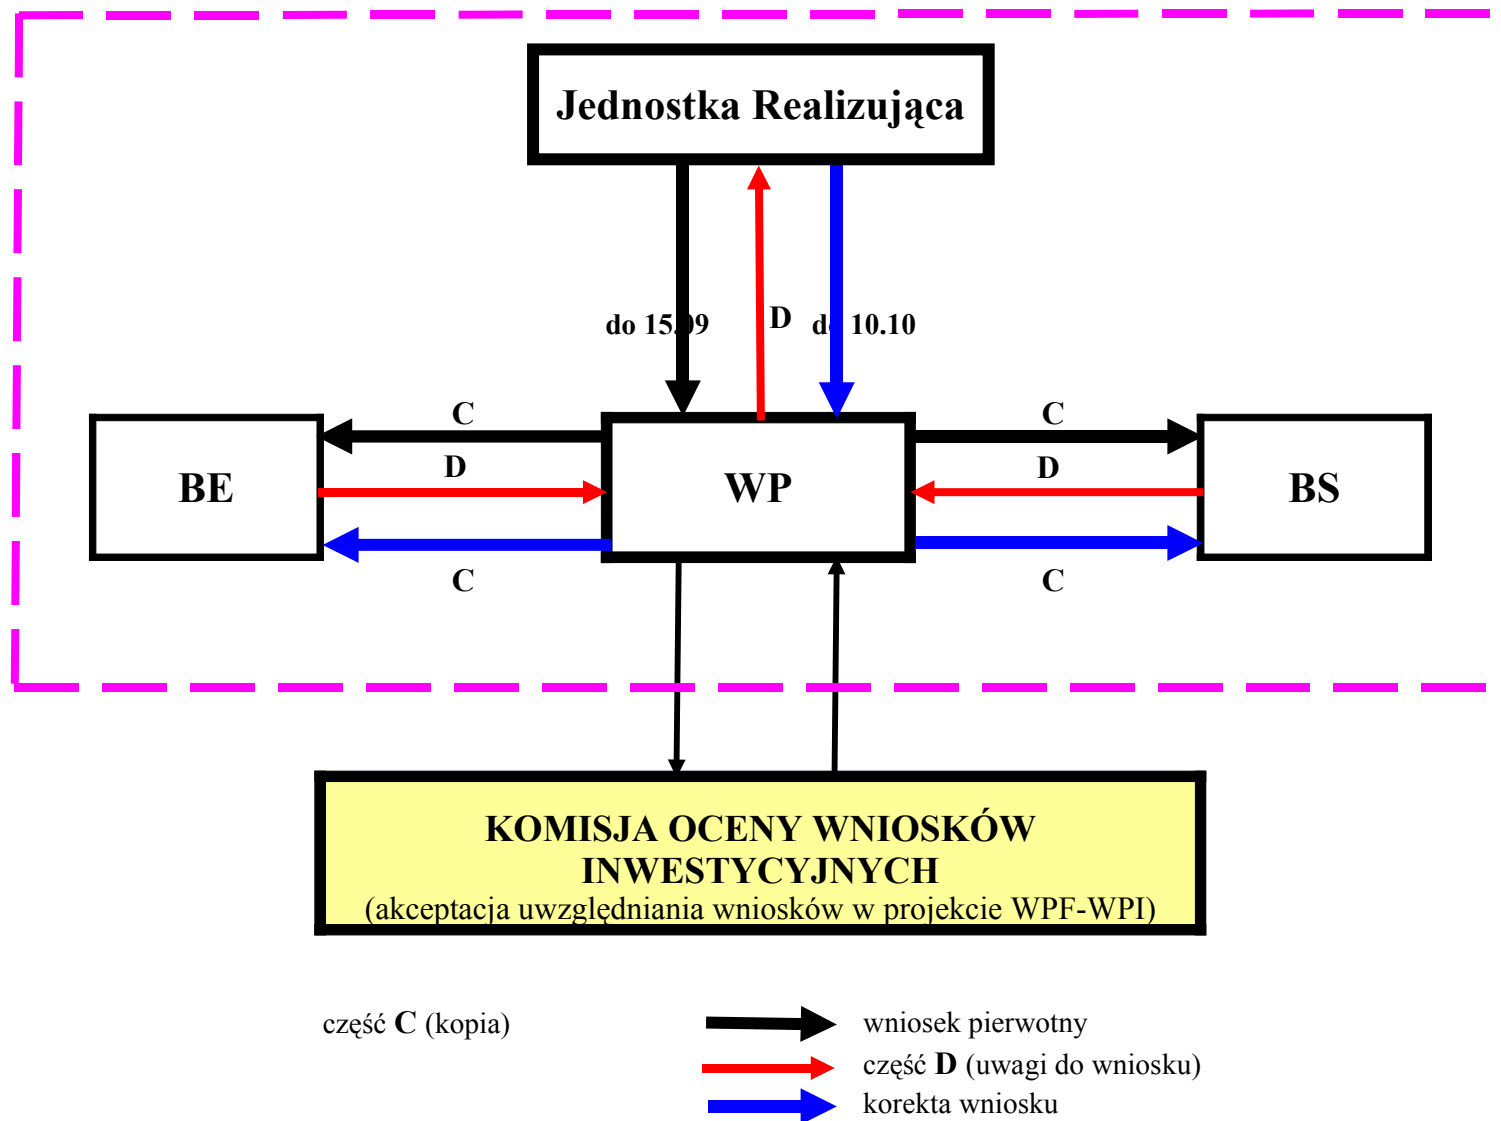 Jednostka Realizująca
do 15.09
D
do 10.10
C
C
D
D
BE
WP
BS
C
C
KOMISJA OCENY WNIOSKÓW
INWESTYCYJNYCH
(akceptacja uwzględniania wniosków w projekcie WPF-WPI)
część C (kopia)
wniosek pierwotny
część D (uwagi do wniosku)
korekta wniosku